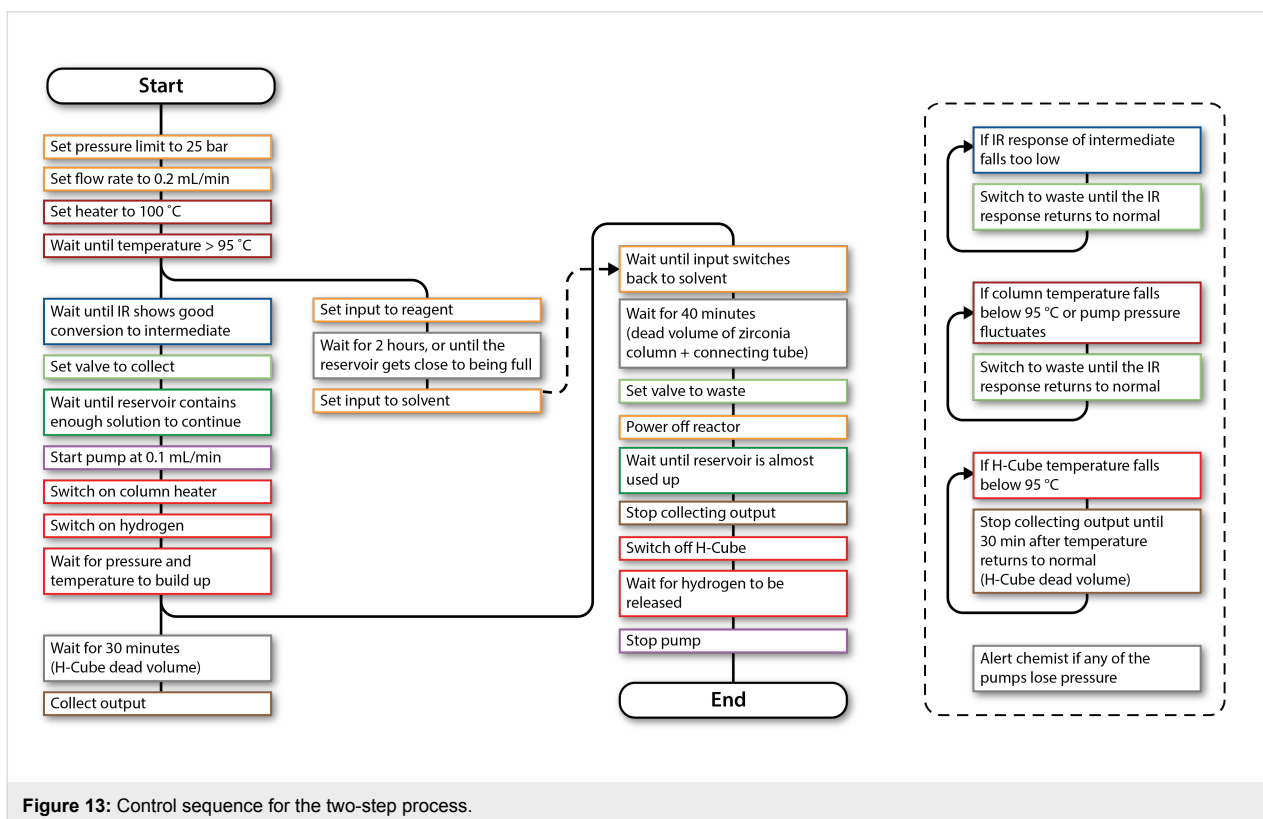 Start
Set pressure limit to 25 bar
Set flow rate to 0.2 mL/min
Set heater to 100 ˚C
Wait until temperature > 95 ˚C
Wait until IR shows good
conversion to intermediate
Set valve to collect
Wait until reservoir contains
enough solution to continue
Start pump at 0.1 mL/min
Switch on column heater
Switch on hydrogen
Wait for pressure and
temperature to build up
Wait for 30 minutes
(H-Cube dead volume)
Collect output
Set input to reagent
Wait for 2 hours, or until the
reservoir gets close to being full
Set input to solvent
Wait until input switches
back to solvent
Wait for 40 minutes
(dead volume of zirconia
column + connecting tube)
Set valve to waste
Power off reactor
Wait until reservoir is almost
used up
Stop collecting output
Switch off H-Cube
Wait for hydrogen to be
released
Stop pump
End
If IR response of intermediate
falls too low
Switch to waste until the IR
response returns to normal
If column temperature falls
below 95 °C or pump pressure
fluctuates
Switch to waste until the IR
response returns to normal
If H-Cube temperature falls
below 95 °C
Stop collecting output until
30 min after temperature
returns to normal
(H-Cube dead volume)
Alert chemist if any of the
pumps lose pressure
Figure 13: Control sequence for the two-step process.